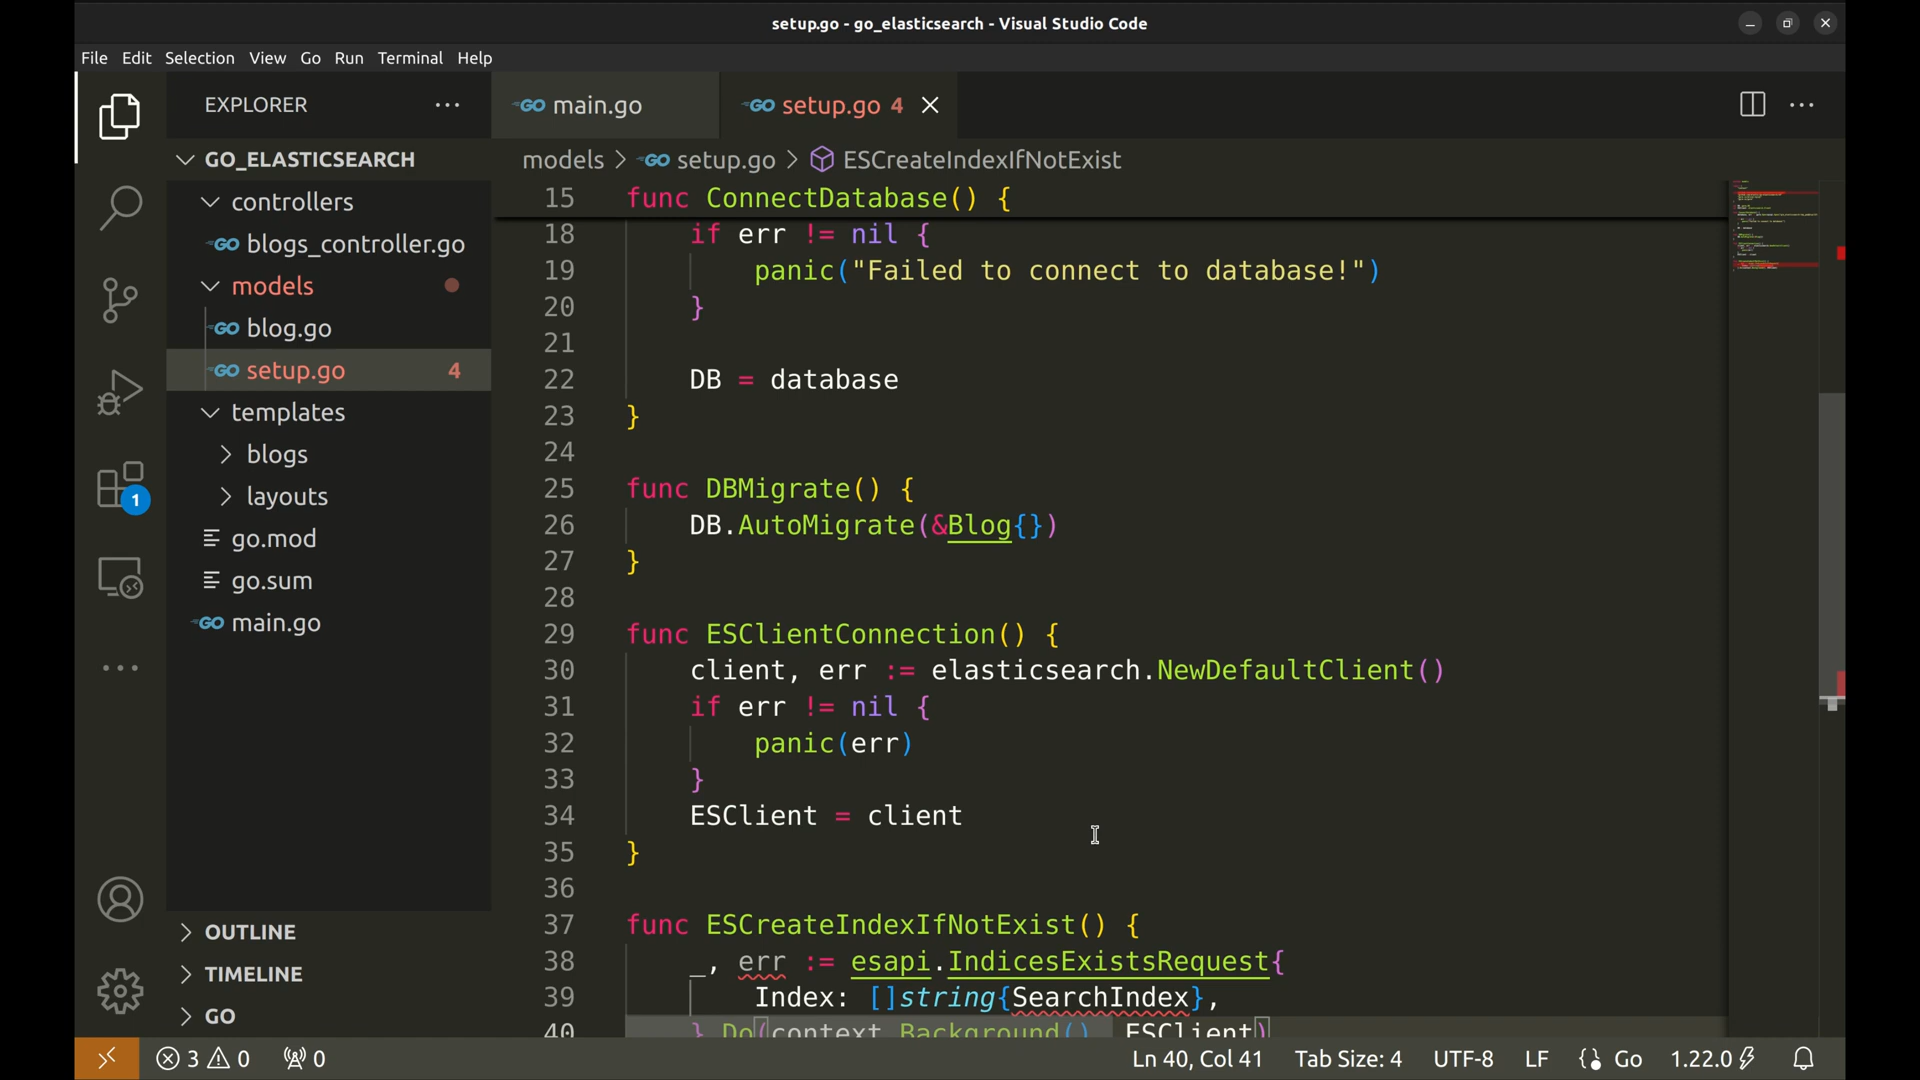 setup.go - go_elasticsearch - Visual Studio Code
File Edit Selection View Go Run Terminal Help
EXPLORER
GO_ELASTICSEARCH
controllers
GO blogs_controller.go
models
GO blog.go
GO setup.go 4
templates
blogs
layouts
go.mod
go.sum
GO main.go
OUTLINE
TIMELINE
GO
1
GO main.go
GO setup.go 4
models > GO setup.go > ESCreateIndexIfNotExist
15 func ConnectDatabase() {
18 if err != nil {
19 panic("Failed to connect to database!")
20 }
21
22 DB = database
23 }
24
25 func DBMigrate() {
26 DB.AutoMigrate(&Blog{})
27 }
28
29 func ESClientConnection() {
30 client, err := elasticsearch.NewDefaultClient()
31 if err != nil {
32 panic(err)
33 }
34 ESClient = client
35 }
36
37 func ESCreateIndexIfNotExist() {
38 _, err := esapi.IndicesExistsRequest{
39 Index: []string{SearchIndex},
40 }.Do(context.Background(), ESClient)
3 0 0 Ln 40, Col 41 Tab Size: 4 UTF-8 LF Go 1.22.0